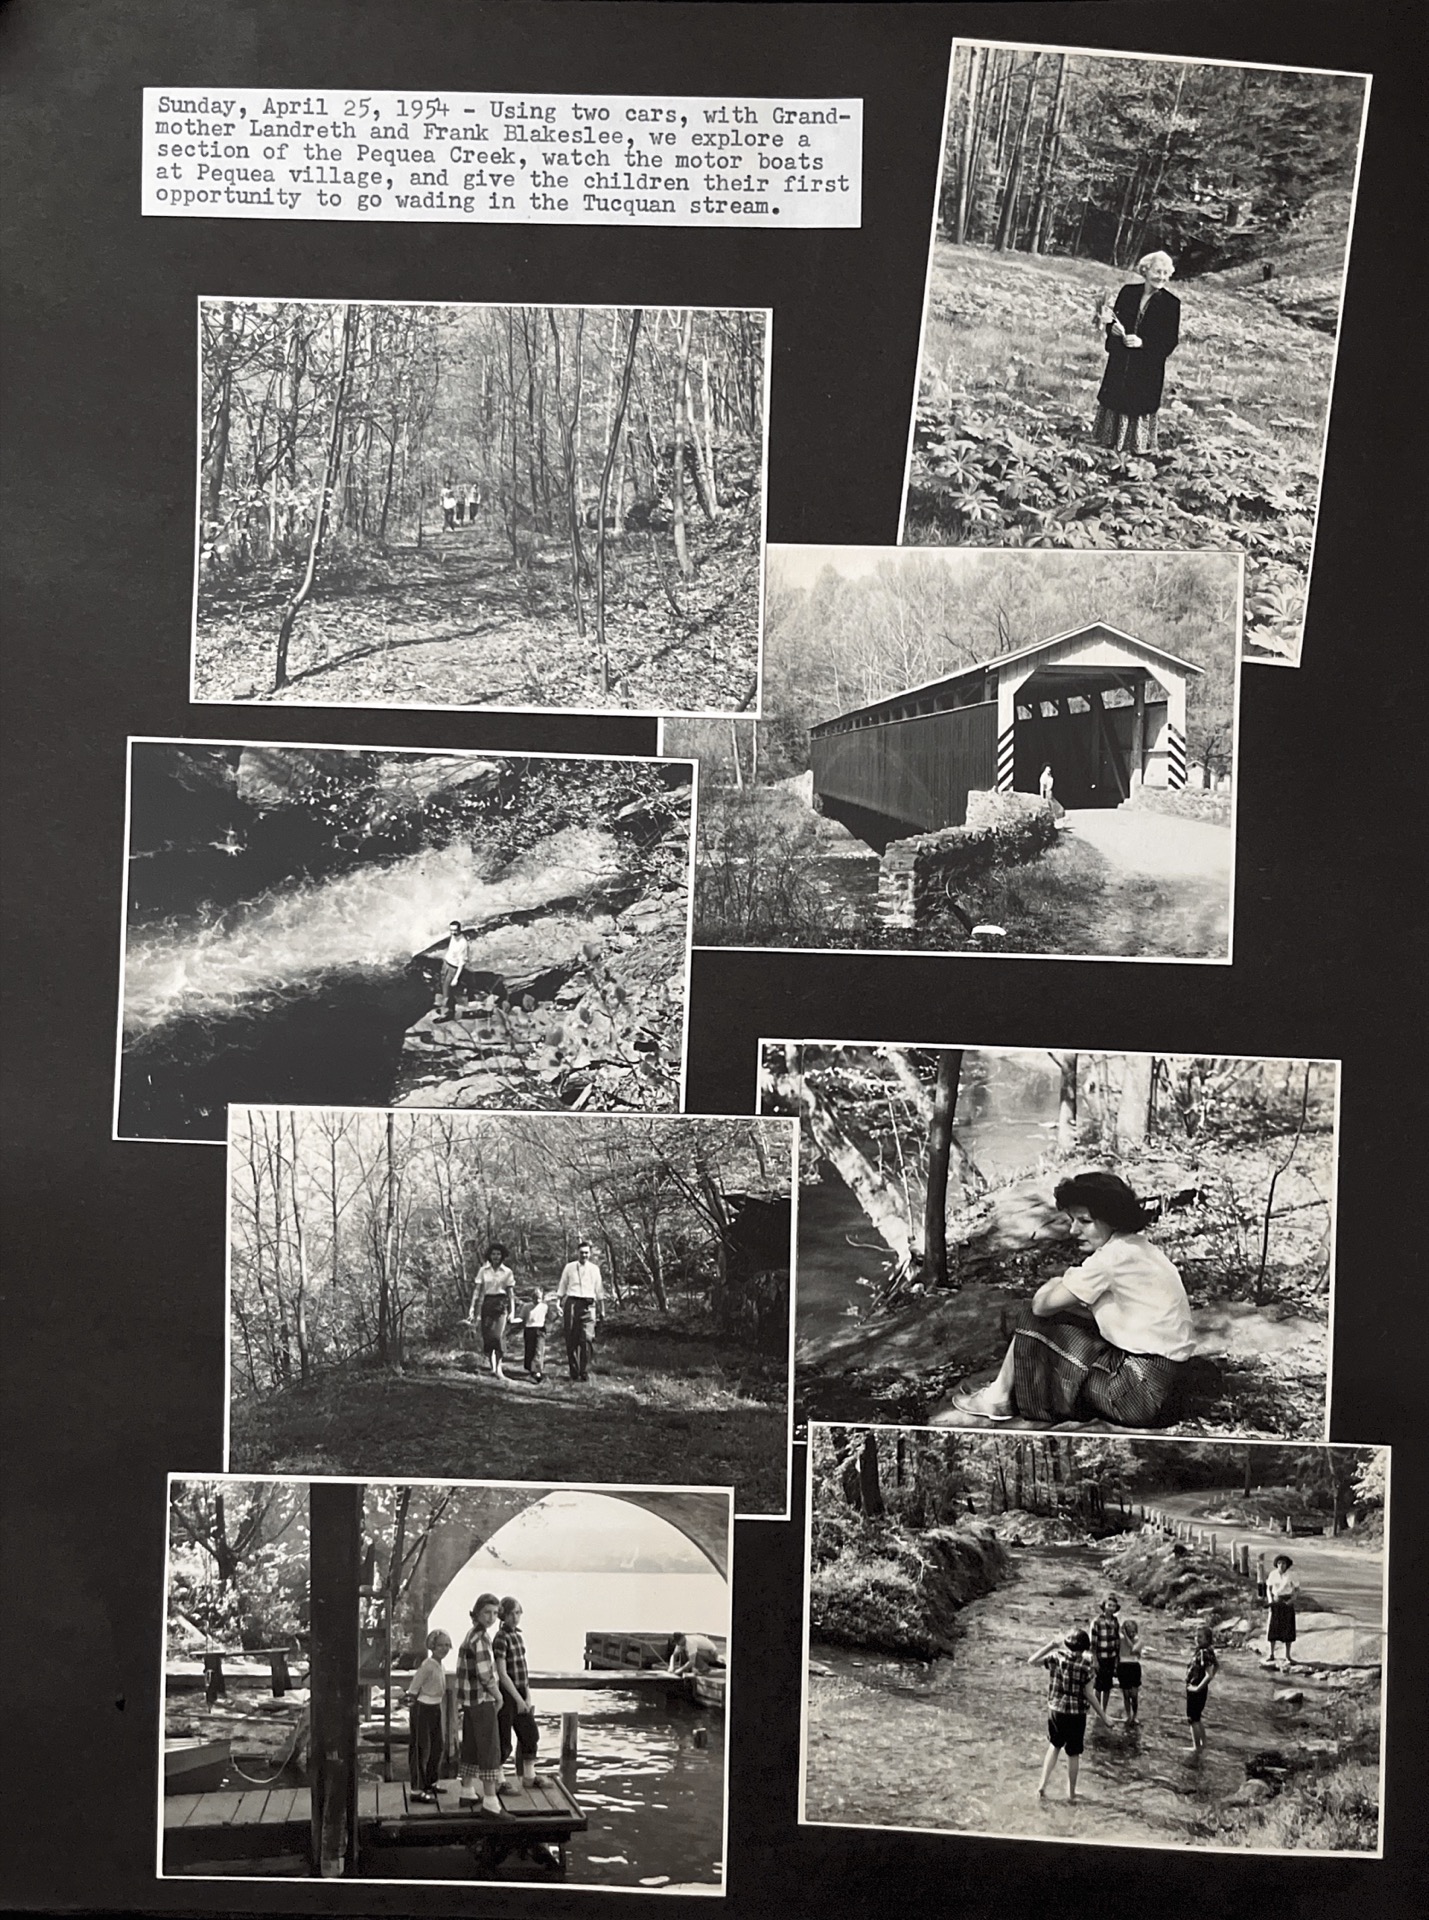 Sunday, April 25, 1954 - Using two cars, with Grand-
mother Landreth and Frank Blakeslee, we explore a
section of the Pequea Creek, watch the motor boats
at Pequea village, and give the children their first
opportunity to go wading in the Tucquan stream.